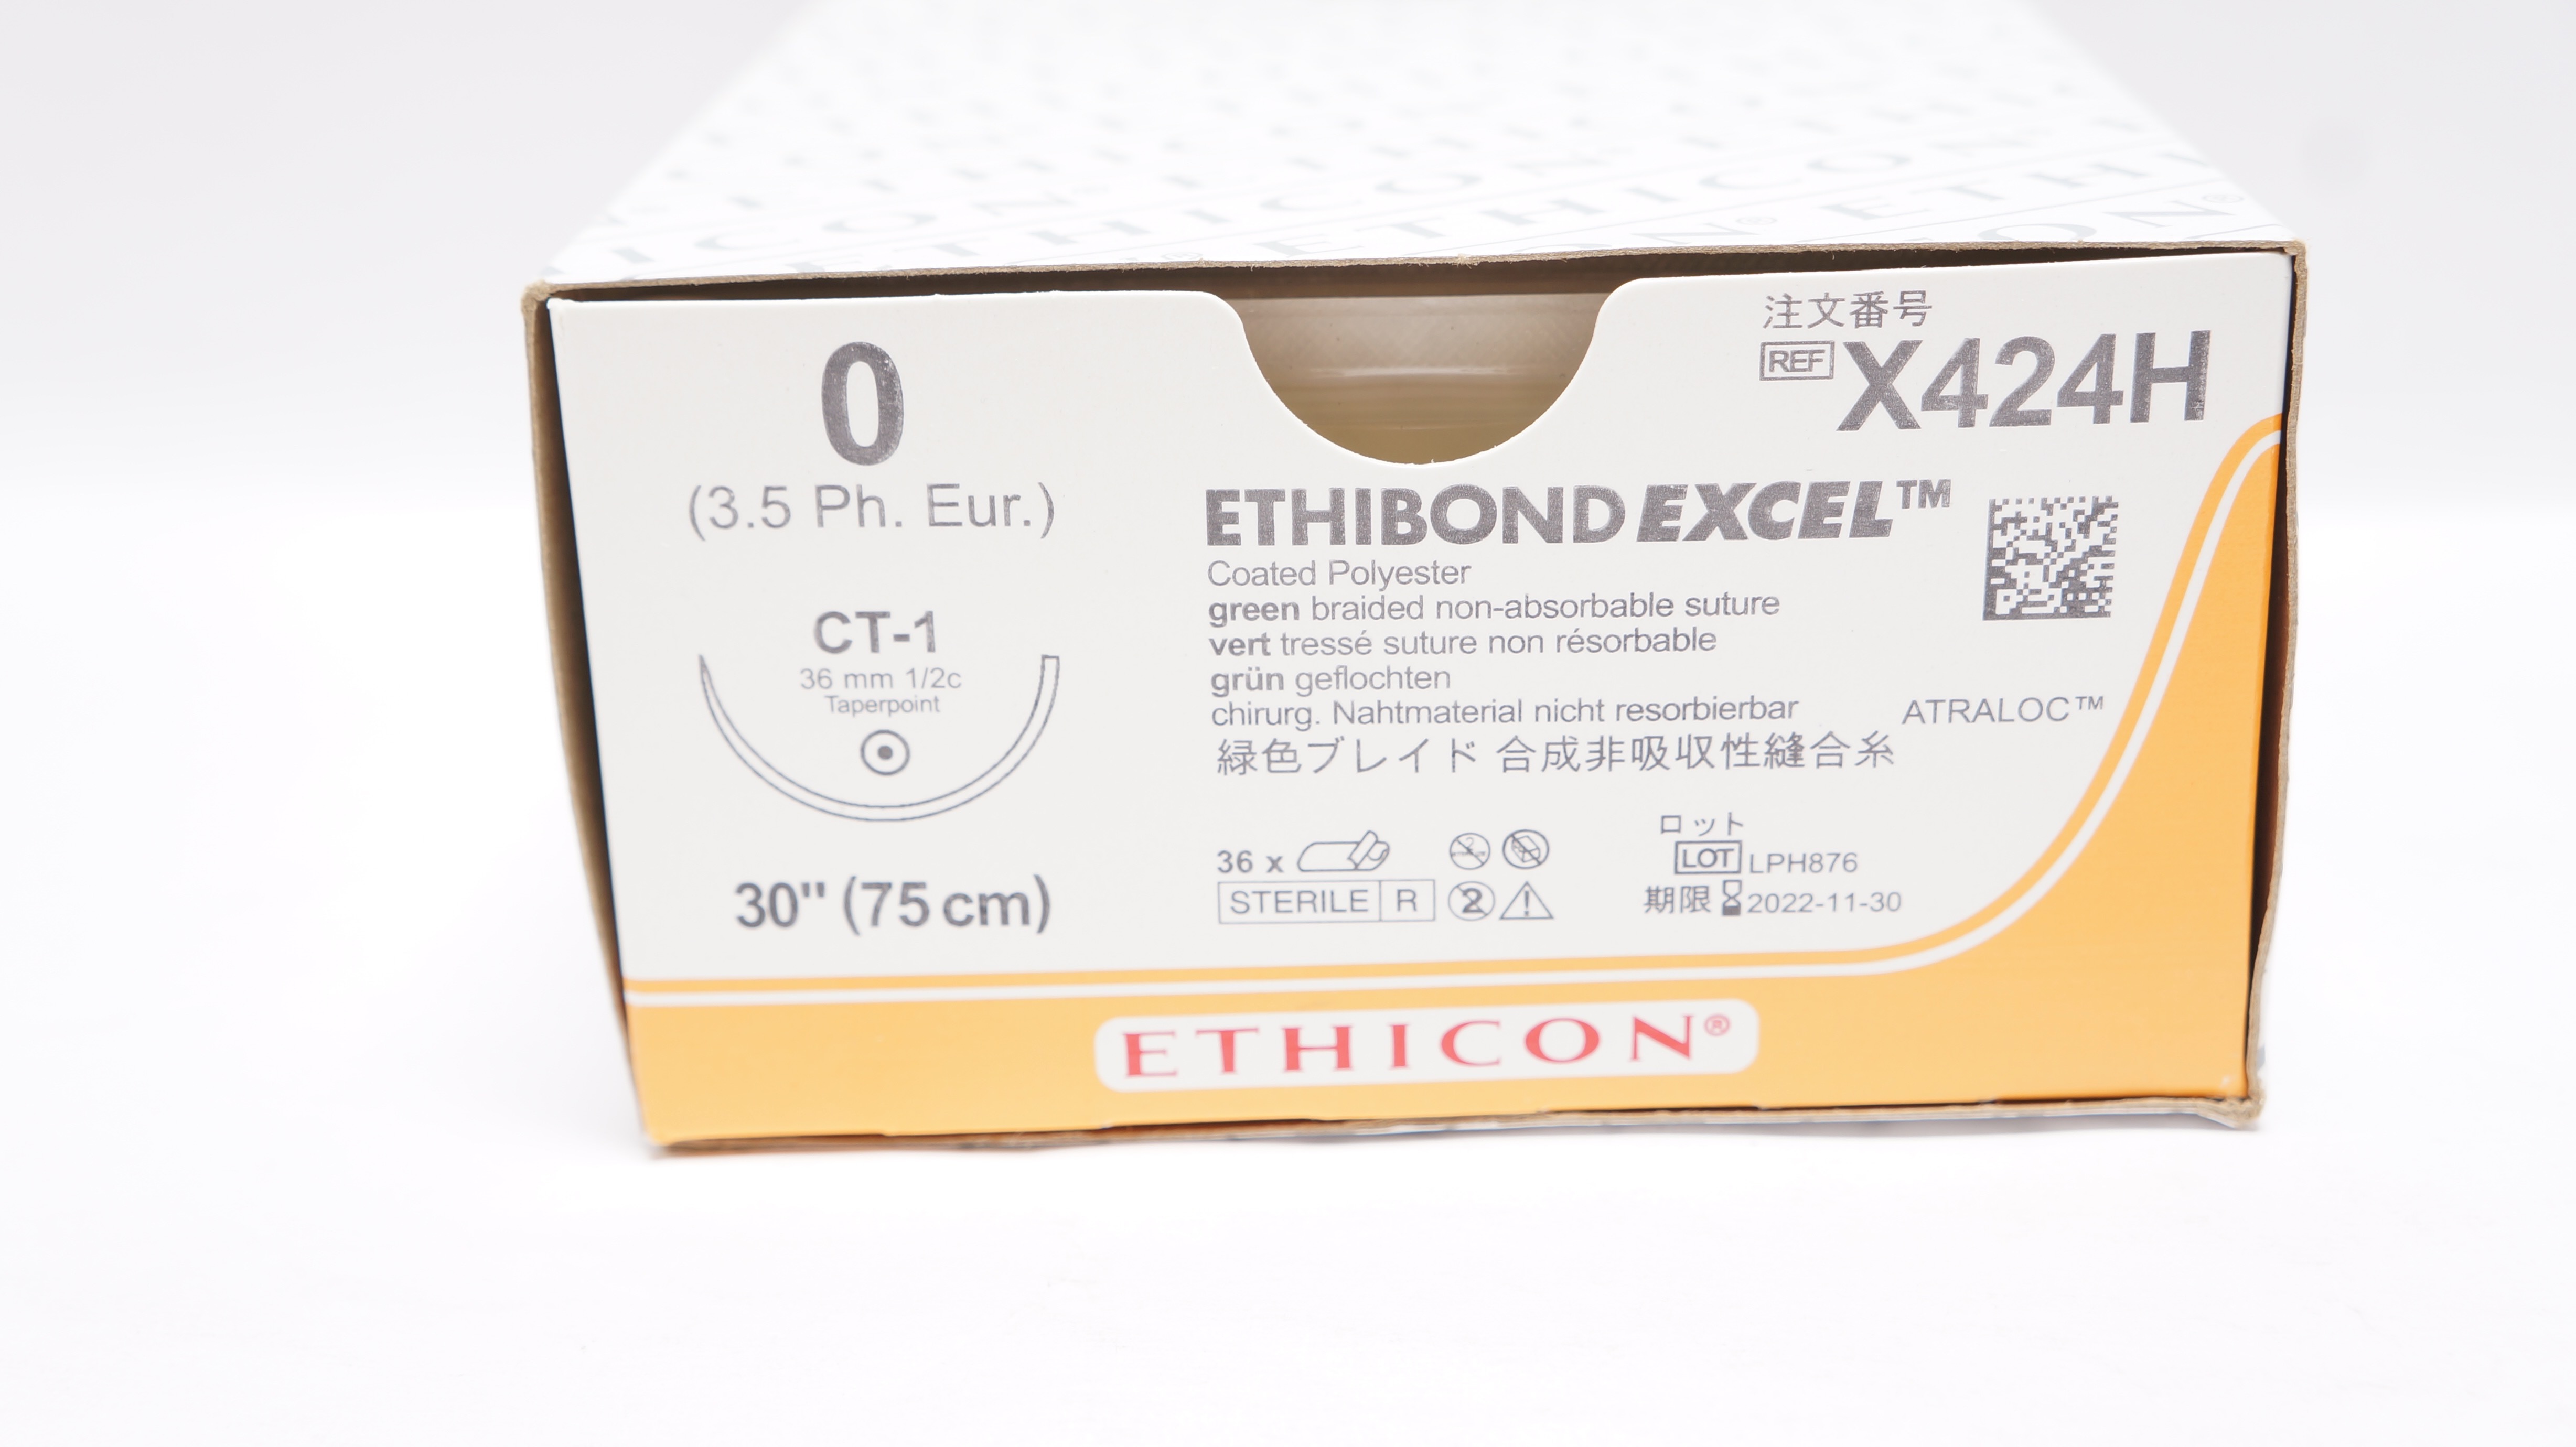 ETHICON
ETHICON
0
(3.5 Ph. Eur.)
CT-1
36 mm 1/2c
Taperpoint
30" (75 cm)
注文番号
REF X424H
ETHIBOND EXCEL™
Coated Polyester
green braided non-absorbable suture
vert tressé suture non résorbable
grün geflochten
chirurg. Nahtmaterial nicht resorbierbar
緑色ブレイド 合成非吸収性縫合糸
ATRALOC™
36 x
STERILE R
2
ロット
LOT LPH876
期限 2022-11-30
ETHICON®